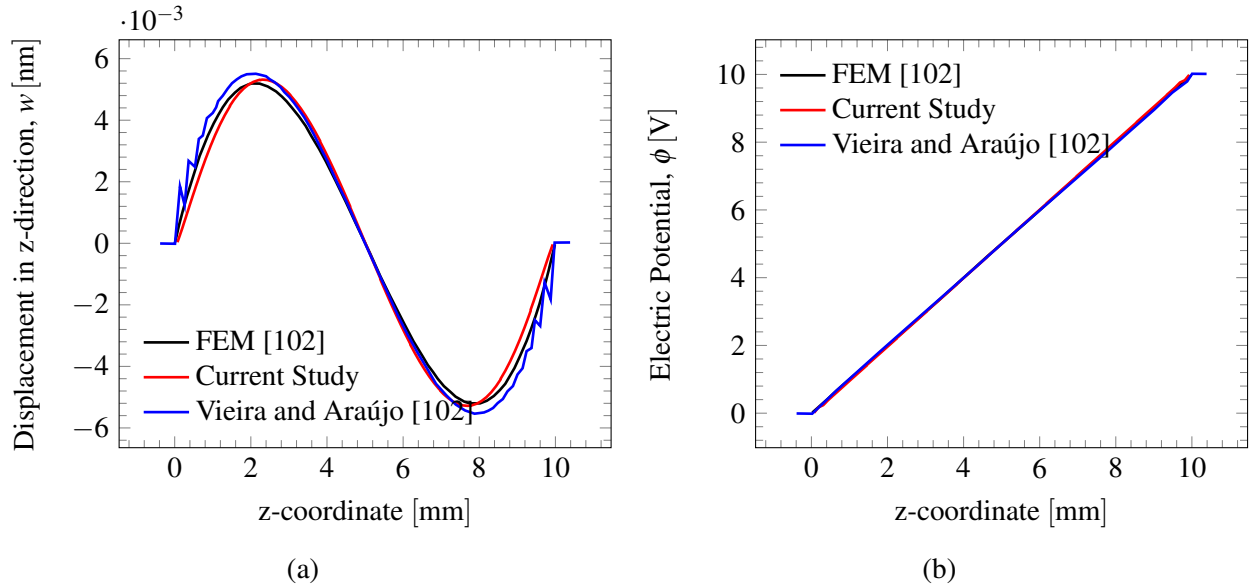 ·10−3
6
4
2
0
−2
−4
−6
Displacement in z-direction, w [nm]
FEM [102]
Current Study
Vieira and Araújo [102]
0 2 4 6 8 10
z-coordinate [mm]
(a)
10
8
6
4
2
0
Electric Potential, ϕ [V]
FEM [102]
Current Study
Vieira and Araújo [102]
0 2 4 6 8 10
z-coordinate [mm]
(b)